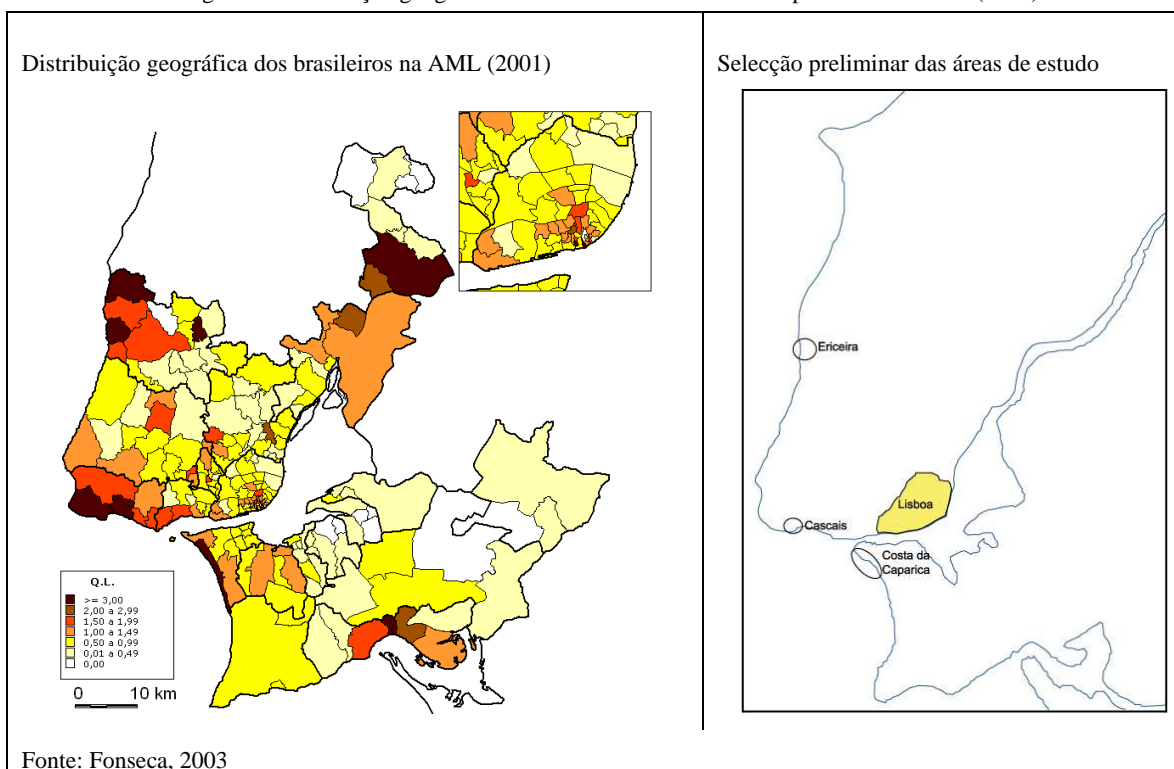 Distribuição geográfica dos brasileiros na AML (2001)
Selecção preliminar das áreas de estudo
Ericeira
Lisboa
Cascais
Costa da
Caparica
Q.L.
>= 3,00
2,00 a 2,99
1,50 a 1,99
1,00 a 1,49
0,50 a 0,99
0,01 a 0,49
0,00
0 10 km
Fonte: Fonseca, 2003